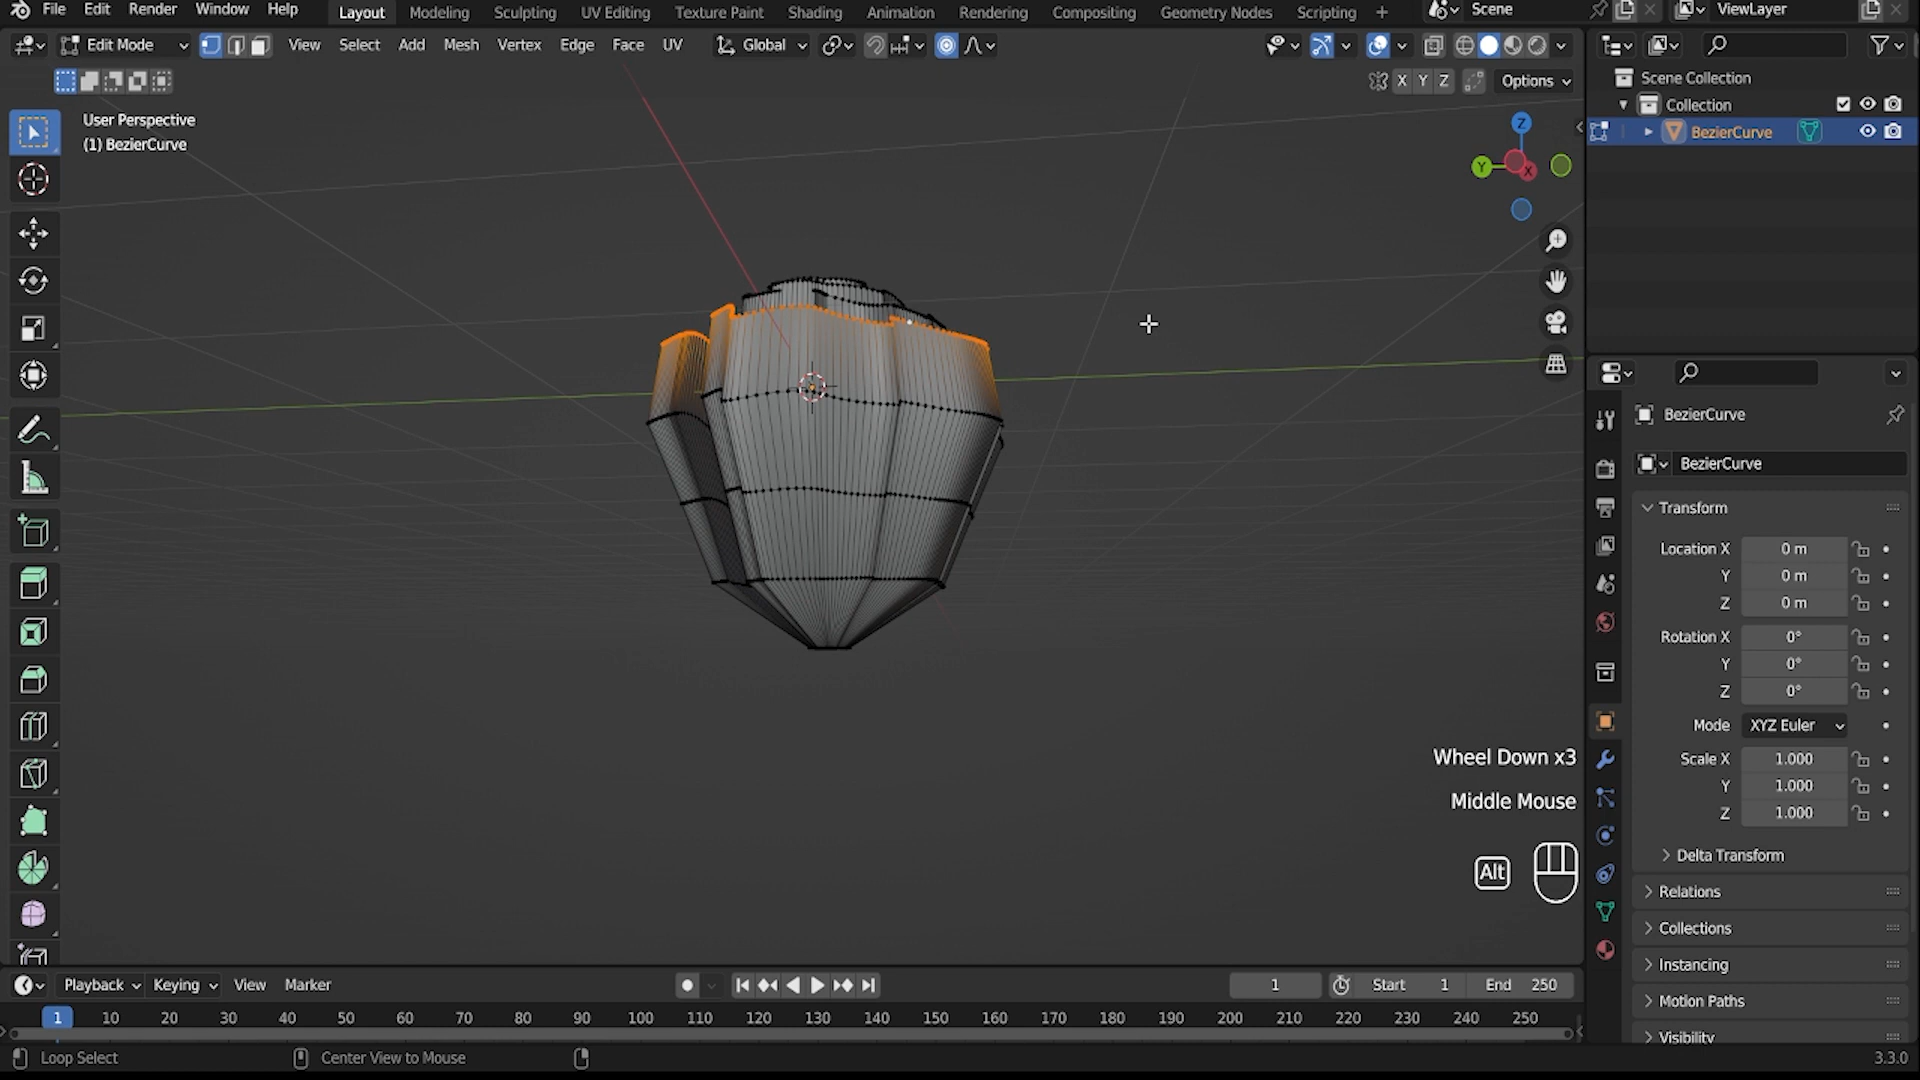 File Edit Render Window Help Layout Modeling Sculpting UV Editing Texture Paint Shading Animation Rendering Compositing Geometry Nodes Scripting + Scene ViewLayer
Edit Mode View Select Add Mesh Vertex Edge Face UV Global
X Y Z Options
Scene Collection
Collection
BezierCurve
User Perspective
(1) BezierCurve
Z
Y
X
BezierCurve
BezierCurve
Transform
Location X 0 m
Y 0 m
Z 0 m
Rotation X 0°
Y 0°
Z 0°
Mode XYZ Euler
Scale X 1.000
Y 1.000
Z 1.000
Delta Transform
Relations
Collections
Instancing
Motion Paths
Visibility
Wheel Down x3
Middle Mouse
Alt
Playback Keying View Marker 1 Start 1 End 250
1 10 20 30 40 50 60 70 80 90 100 110 120 130 140 150 160 170 180 190 200 210 220 230 240 250
Loop Select Center View to Mouse 3.3.0